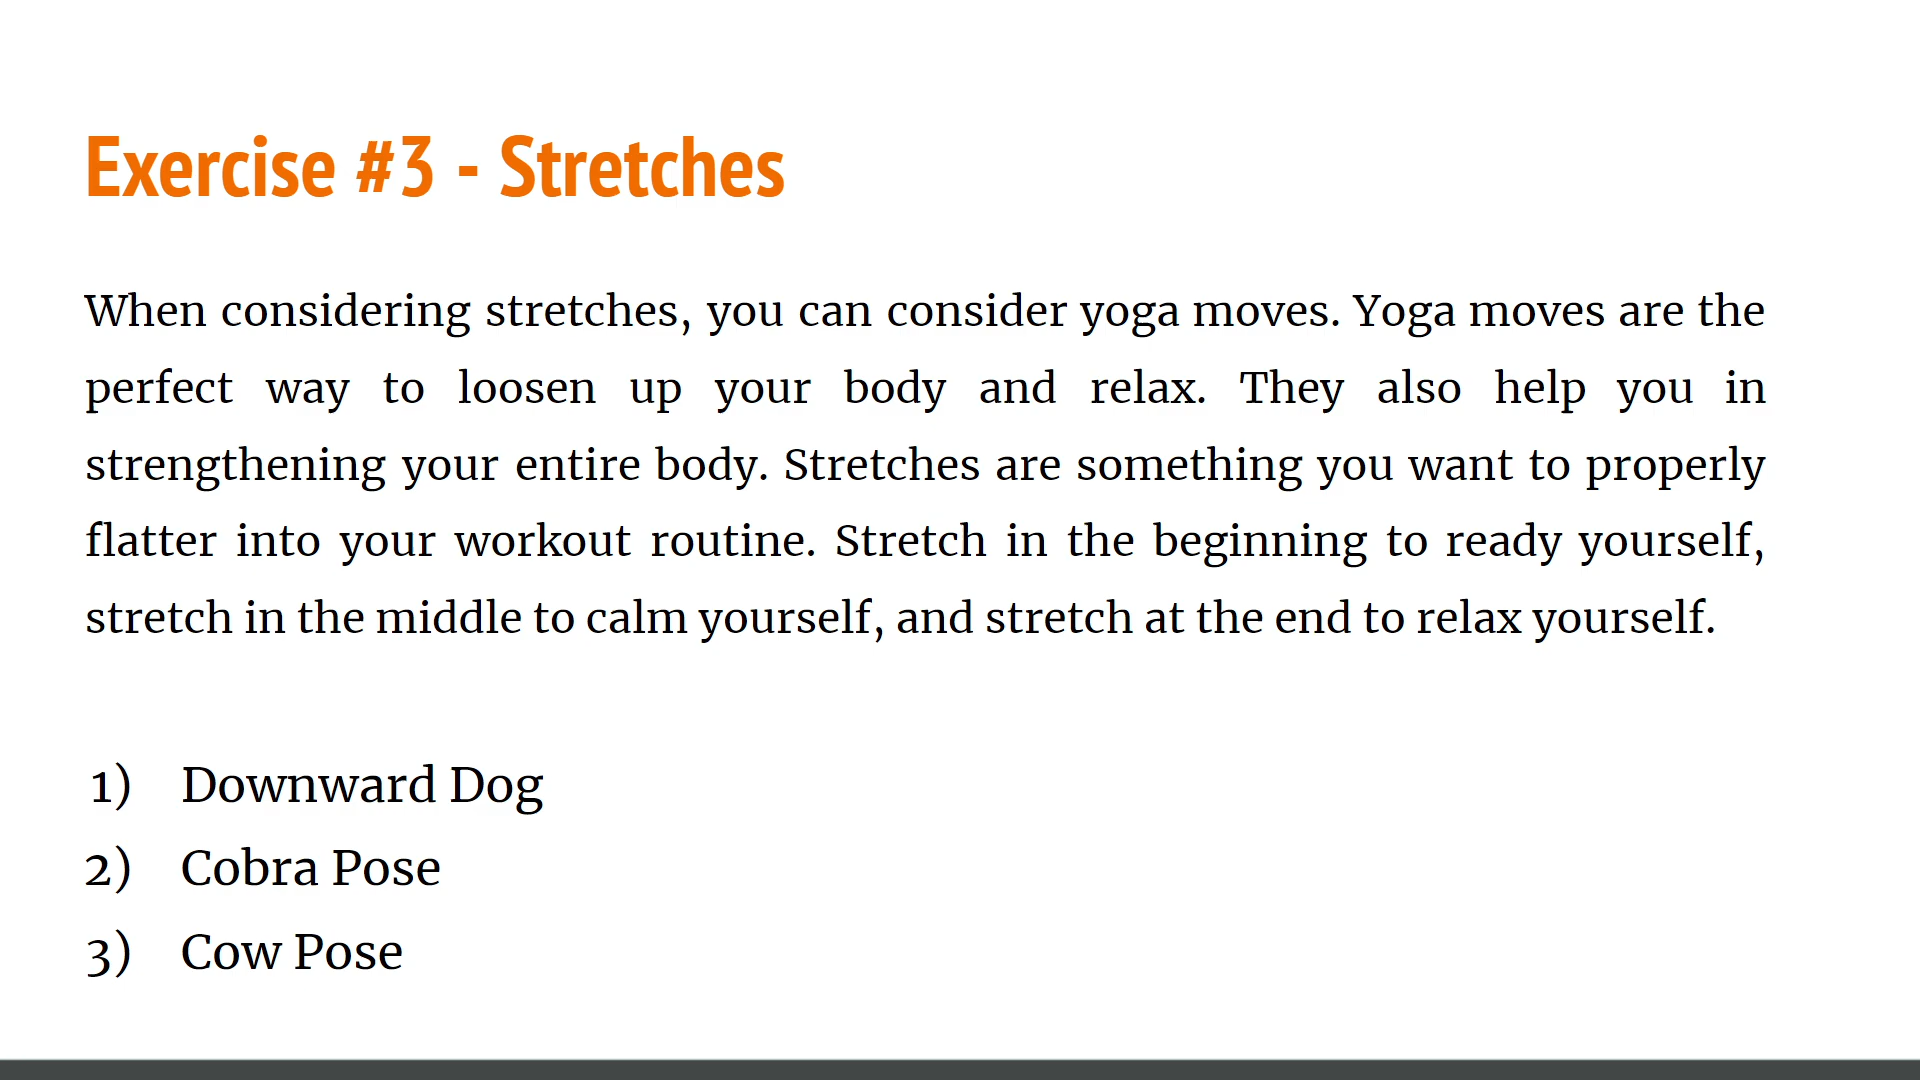 Exercise #3 - Stretches
When considering stretches, you can consider yoga moves. Yoga moves are the
perfect way to loosen up your body and relax. They also help you in
strengthening your entire body. Stretches are something you want to properly
flatter into your workout routine. Stretch in the beginning to ready yourself,
stretch in the middle to calm yourself, and stretch at the end to relax yourself.
1) Downward Dog
2) Cobra Pose
3) Cow Pose